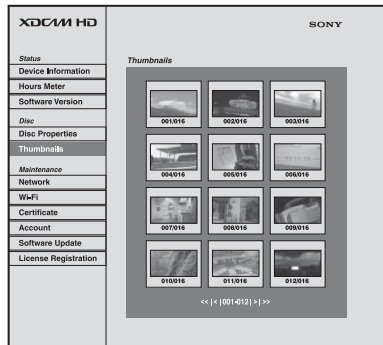 XDCAM HD
SONY
Status
Device Information
Hours Meter
Software Version
Disc
Disc Properties
Thumbnails
Maintenance
Network
Wi-Fi
Certificate
Account
Software Update
License Registration
Thumbnails
001/016
002/016
003/016
004/016
005/016
006/016
007/016
008/016
009/016
010/016
011/016
012/016
<< | < | 001-012 | > | >>